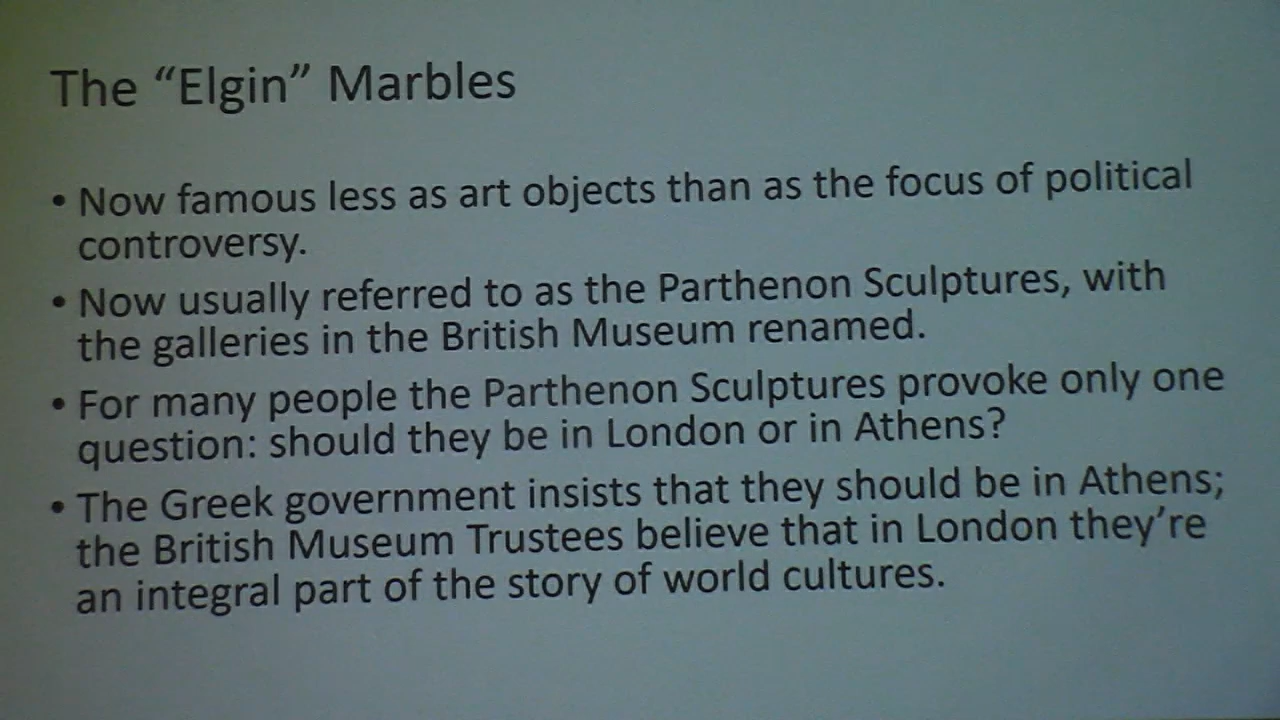 The “Elgin” Marbles
• Now famous less as art objects than as the focus of political
controversy.
• Now usually referred to as the Parthenon Sculptures, with
the galleries in the British Museum renamed.
• For many people the Parthenon Sculptures provoke only one
question: should they be in London or in Athens?
• The Greek government insists that they should be in Athens;
the British Museum Trustees believe that in London they’re
an integral part of the story of world cultures.